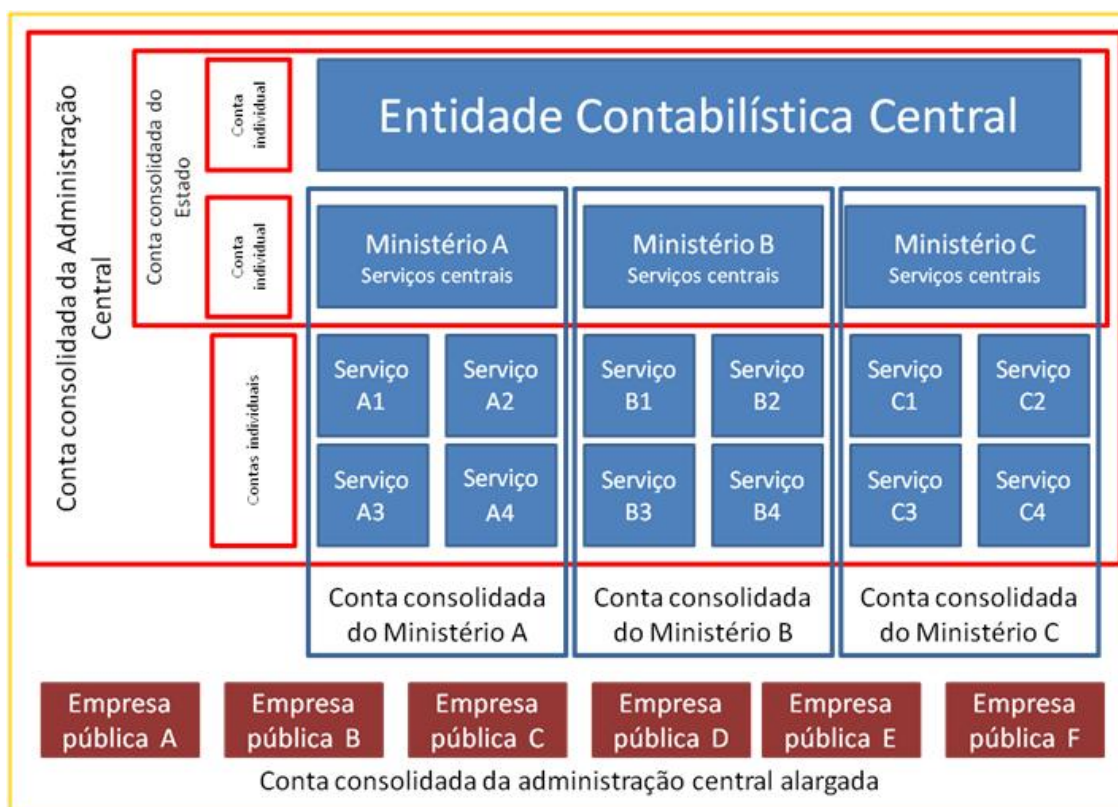 Conta consolidada da Administração
Central
Conta consolidada do
Estado
Conta
individual
Entidade Contabilística Central
Conta
individual
Ministério A
Serviços centrais
Ministério B
Serviços centrais
Ministério C
Serviços centrais
Contas individuais
Serviço
A1
Serviço
A2
Serviço
B1
Serviço
B2
Serviço
C1
Serviço
C2
Serviço
A3
Serviço
A4
Serviço
B3
Serviço
B4
Serviço
C3
Serviço
C4
Conta consolidada
do Ministério A
Conta consolidada
do Ministério B
Conta consolidada
do Ministério C
Empresa
pública A
Empresa
pública B
Empresa
pública C
Empresa
pública D
Empresa
pública E
Empresa
pública F
Conta consolidada da administração central alargada